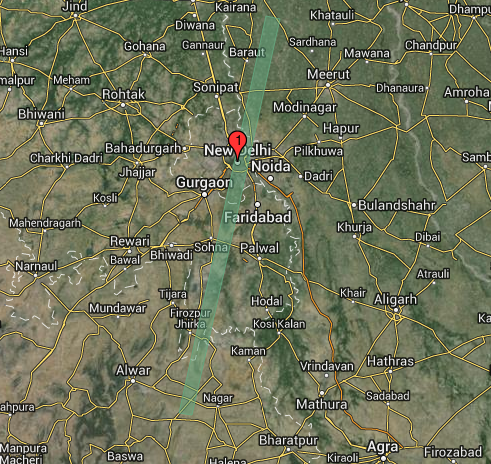 Jind
Kairana
Khatauli
Dhampu
Diwana
Hansi
Gohana
Gannaur
Baraut
Sardhana
Mawana
Chandpur
malpur
Meham
Sonipat
Meerut
Dhanaura
Rohtak
Amroha
Bhiwani
Modinagar
Hapur
Bahadurgarh
1
New Delhi
Pilkhuwa
Samb
Charkhi Dadri
Jhajjar
Noida
Dadri
Gurgaon
Kosli
Bulandshahr
Faridabad
Mahendragarh
Khurja
Dibai
Rewari
Sohna
Palwal
Bawal
Bhiwadi
Narnaul
Atrauli
Tijara
Hodal
Khair
Aligarh
Mundawar
Firozpur
Jhirka
Kosi Kalan
Ka
Kaman
Vrindavan
Hathras
Alwar
Nagar
Mathura
Sadabad
ahpura
Bharatpur
Agra
Manpura
Macheri
Baswa
Halena
Kiraoli
Firozabad